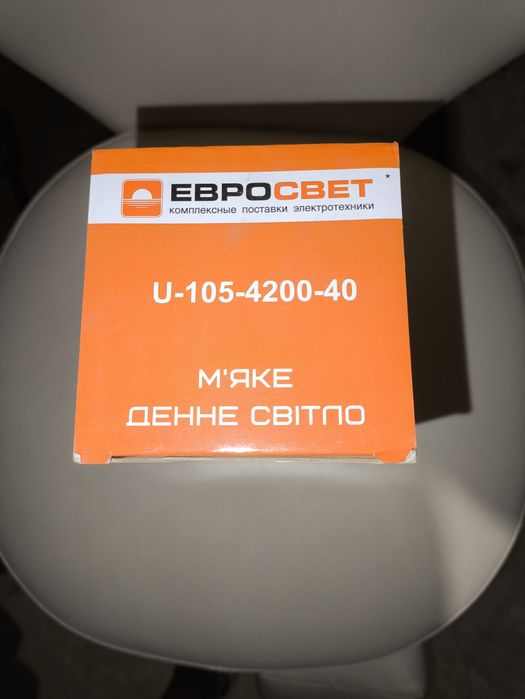 ЕВРОСВЕТ*
комплексные поставки электротехники
U-105-4200-40
М'ЯКЕ
ДЕННЕ СВІТЛО